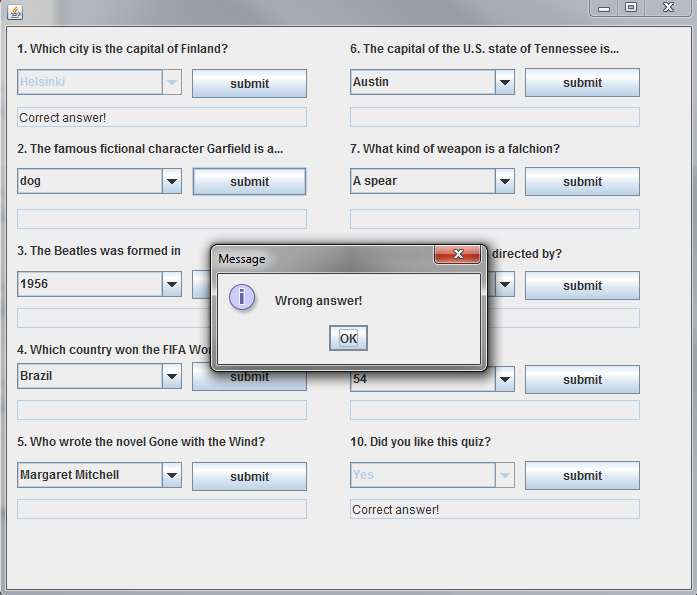 1. Which city is the capital of Finland?
Helsinki
submit
Correct answer!
2. The famous fictional character Garfield is a...
dog
submit
3. The Beatles was formed in
1956
4. Which country won the FIFA Wor
Brazil
submit
5. Who wrote the novel Gone with the Wind?
Margaret Mitchell
submit
6. The capital of the U.S. state of Tennessee is...
Austin
submit
7. What kind of weapon is a falchion?
A spear
submit
directed by?
submit
54
submit
10. Did you like this quiz?
Yes
submit
Correct answer!
Message
Wrong answer!
OK